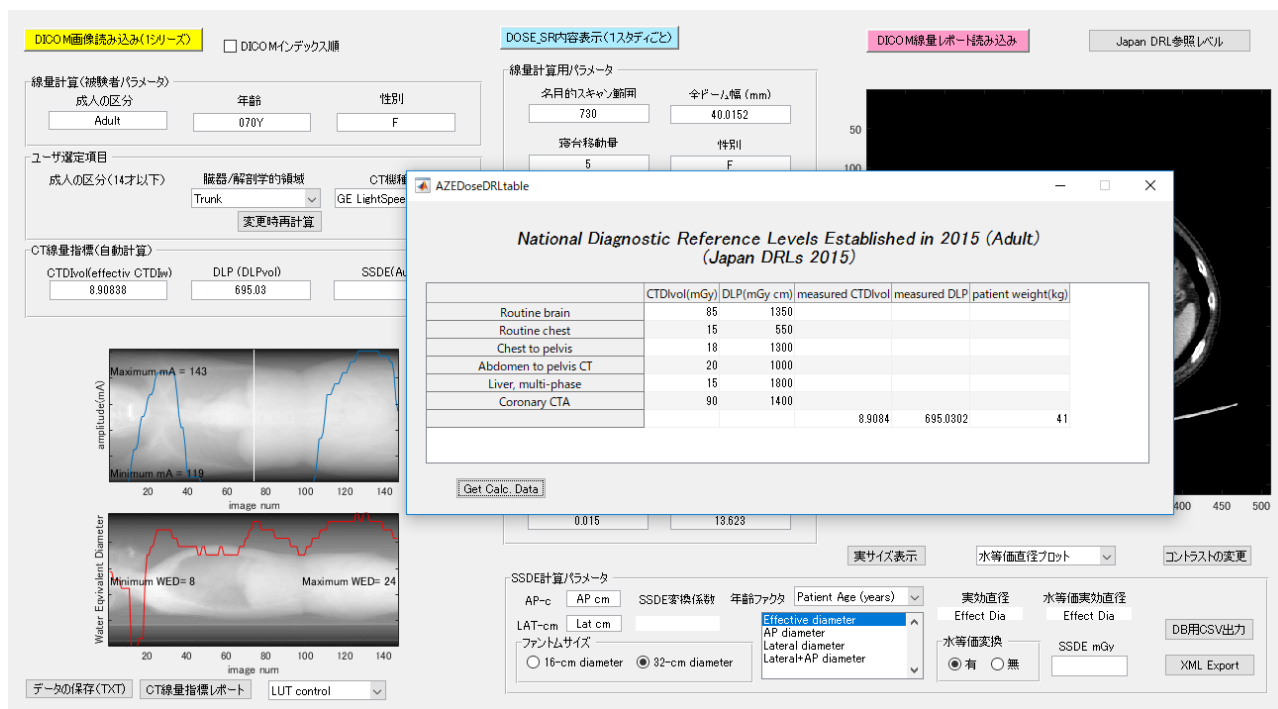 DICOM画像読み込み(1シリーズ)
DICOMインデックス順
DOSE_SR内容表示(1スタディごと)
DICOM線量レポート読み込み
Japan DRL参照レベル
線量計算(被験者パラメータ)
成人の区分 年齢 性別
Adult 070Y F
線量計算用パラメータ
名目的スキャン範囲 全ドーム幅 (mm)
730 40.0152
寝台移動量 性別
5 F
ユーザ選定項目
成人の区分(14才以下) 臓器/解剖学的領域
Trunk GE LightSpee
変更時再計算
CT線量指標(自動計算)
CTDIvol(effectiv CTDIw) DLP (DLPvol)
8.90838 695.03
AZEDoseDRLtable
National Diagnostic Reference Levels Established in 2015 (Adult)
(Japan DRLs 2015)
CTDIvol(mGy) DLP(mGy cm) measured CTDIvol measured DLP patient weight(kg)
Routine brain 85 1350
Routine chest 15 550
Chest to pelvis 18 1300
Abdomen to pelvis CT 20 1000
Liver, multi-phase 15 1800
Coronary CTA 90 1400
8.9084 695.0302 41
Get Calc. Data
50
100
400 450 500
Maximum mA = 143
amplitude(mA)
Minimum mA = 119
20 40 60 80 100 120 140
image num
Water Eqvivalent Diameter
Minimum WED= 8 Maximum WED= 24
20 40 60 80 100 120 140
image num
0.015 13.623
実サイズ表示 水等価直径プロット コントラストの変更
SSDE計算パラメータ
AP-c AP cm SSDE変換係数 年齢ファクタ Patient Age (years) 実効直径 水等価実効直径
Effect Dia Effect Dia
LAT-cm Lat cm
Effective diameter
AP diameter
Lateral diameter
Lateral+AP diameter
ファントムサイズ
16-cm diameter 32-cm diameter
水等価変換
有 無
SSDE mGy
DB用CSV出力
XML Export
データの保存(TXT) CT線量指標レポート LUT control